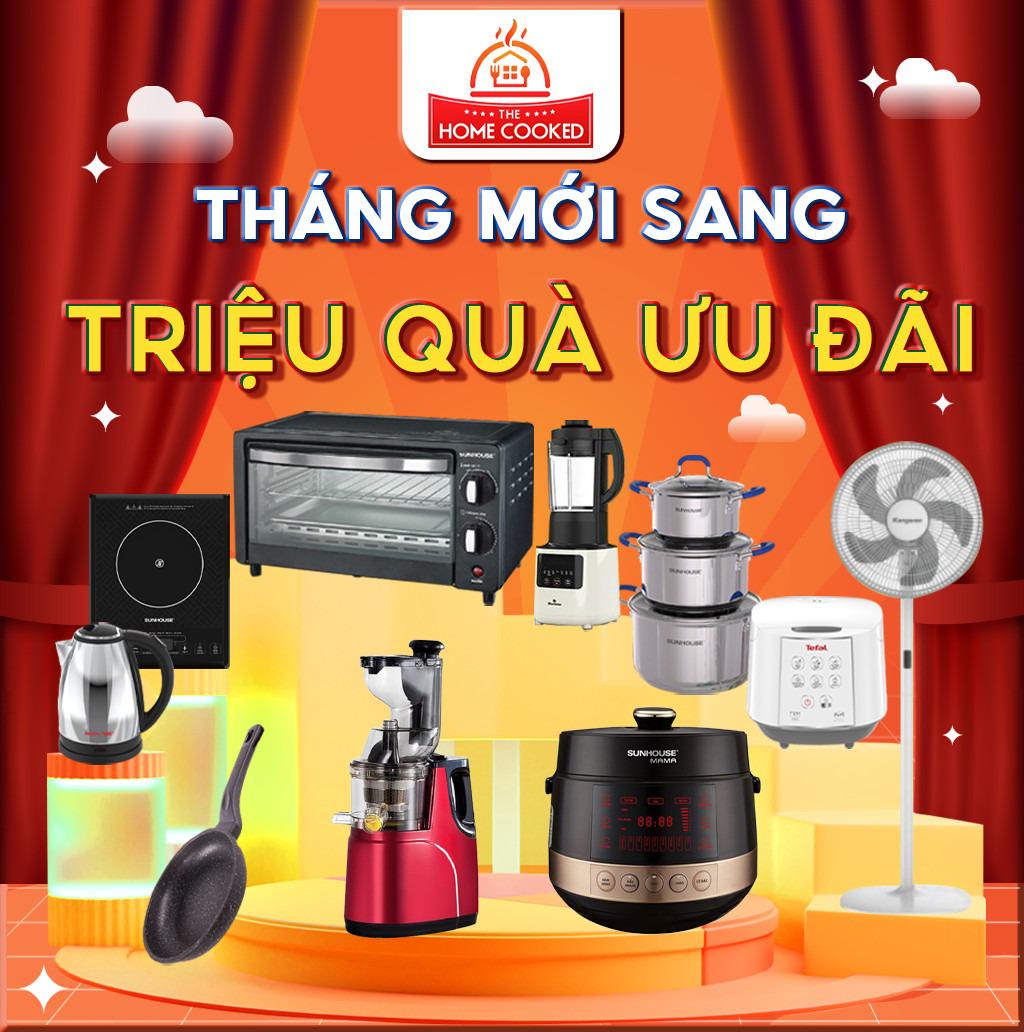 THE
HOME COOKED
THÁNG MỚI SANG
TRIỆU QUÀ ƯU ĐÃI
SUNHOUSE
SUNHOUSE
SUNHOUSE
SUNHOUSE
SUNHOUSE
Kangaroo
Tefal
SUNHOUSE
MAMA
88:88